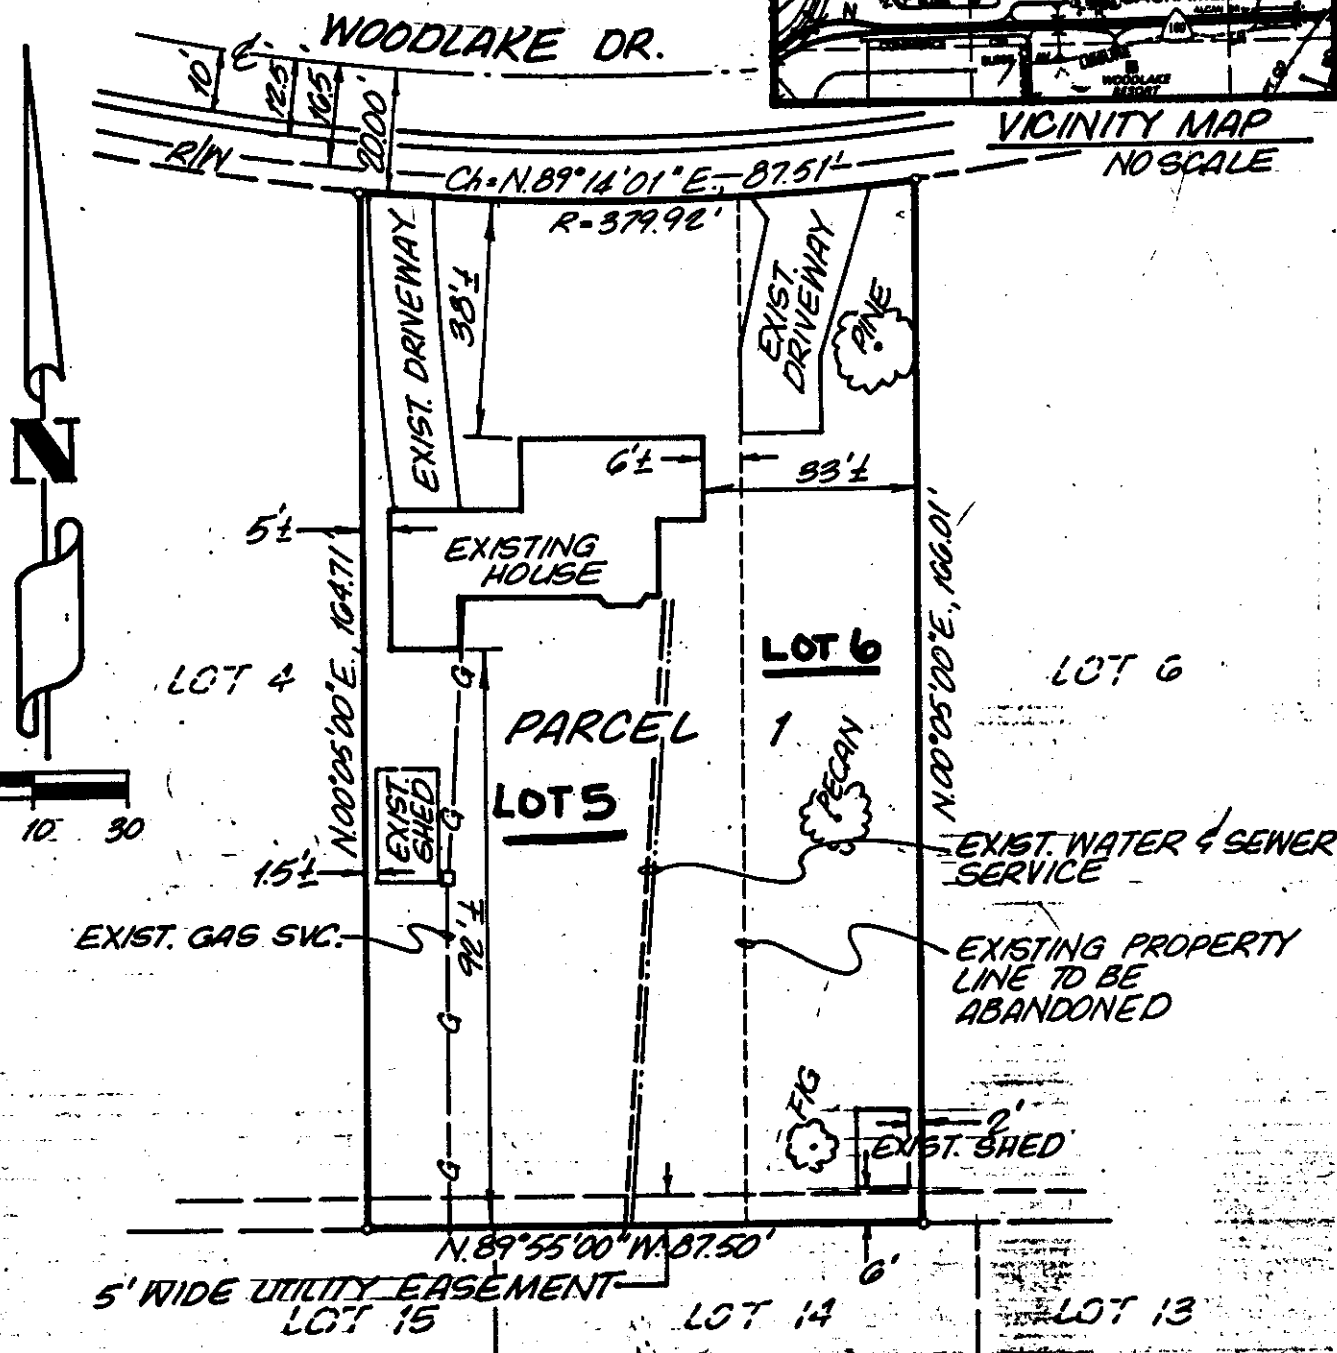 WOODLAKE DR.
WOODLAKE
RESORT
VICINITY MAP
NO SCALE
10'
℄
12.5'
16.5'
20.00'
R/W
Ch=N.89°14'01"E., 87.51'
R=379.92'
EXIST. DRIVEWAY
38'±
EXIST.
DRIVEWAY
PINE
N
6'±
33'±
5'±
EXISTING
HOUSE
N.00°05'00"E., 164.71'
N.00°05'00"E., 166.01'
LOT 4
LOT 6
LOT 6
G
PARCEL 1
PECAN
EXIST.
SHED
LOT 5
G
10 30
1.5'±
EXIST. WATER & SEWER
SERVICE
EXIST. GAS SVC.
92'±
EXISTING PROPERTY
LINE TO BE
ABANDONED
G
FIG
2'
EXIST. SHED
G
N.89°55'00"W. 87.50'
6'
5' WIDE UTILITY EASEMENT
LOT 15
LOT 14
LOT 13